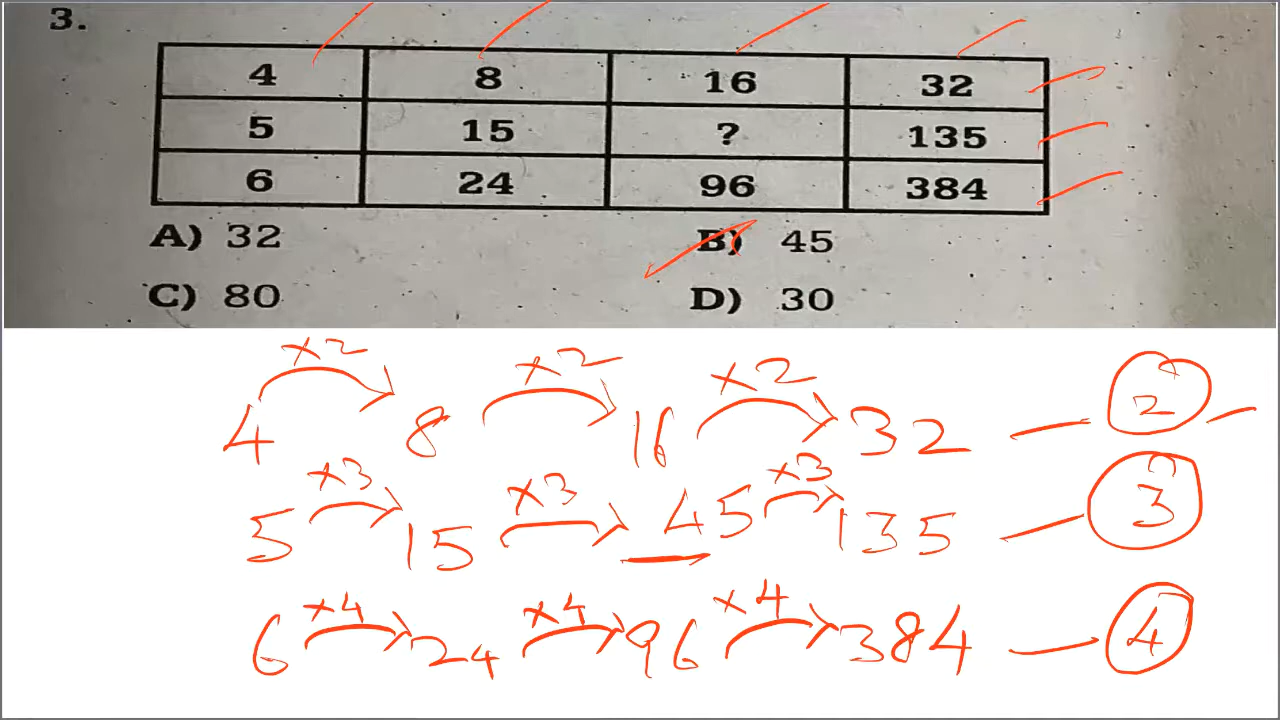 3.
4 8 16 32
5 15 ? 135
6 24 96 384
A) 32 B) 45
C) 80 D) 30
×2 ×2 ×2
4 8 16 32 — 2 —
×3 ×3 ×3
5 15 45 135 — 3
×4 ×4 ×4
6 24 96 384 — 4